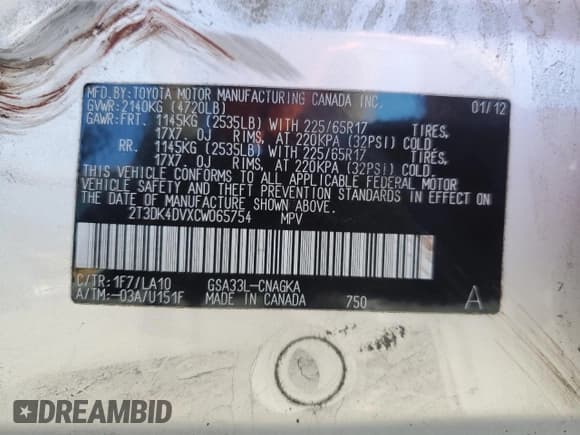 MFD.BY:TOYOTA MOTOR MANUFACTURING CANADA INC. 01/12
GVWR:2140KG (4720LB)
GAWR:FRT. 1145KG (2535LB) WITH 225/65R17 TIRES,
17X7.0J RIMS, AT 220KPA (32PSI) COLD
RR. 1145KG (2535LB) WITH 225/65R17 TIRES,
17X7.0J RIMS, AT 220KPA (32PSI) COLD
THIS VEHICLE CONFORMS TO ALL APPLICABLE FEDERAL MOTOR
VEHICLE SAFETY AND THEFT PREVENTION STANDARDS IN EFFECT ON
THE DATE OF MANUFACTURE SHOWN ABOVE.
2T3DK4DVXCW065754 MPV
C/TR:1F7/LA10 GSA33L-CNAGKA
A/TM:-03A/U151F MADE IN CANADA 750 A
DREAMBID